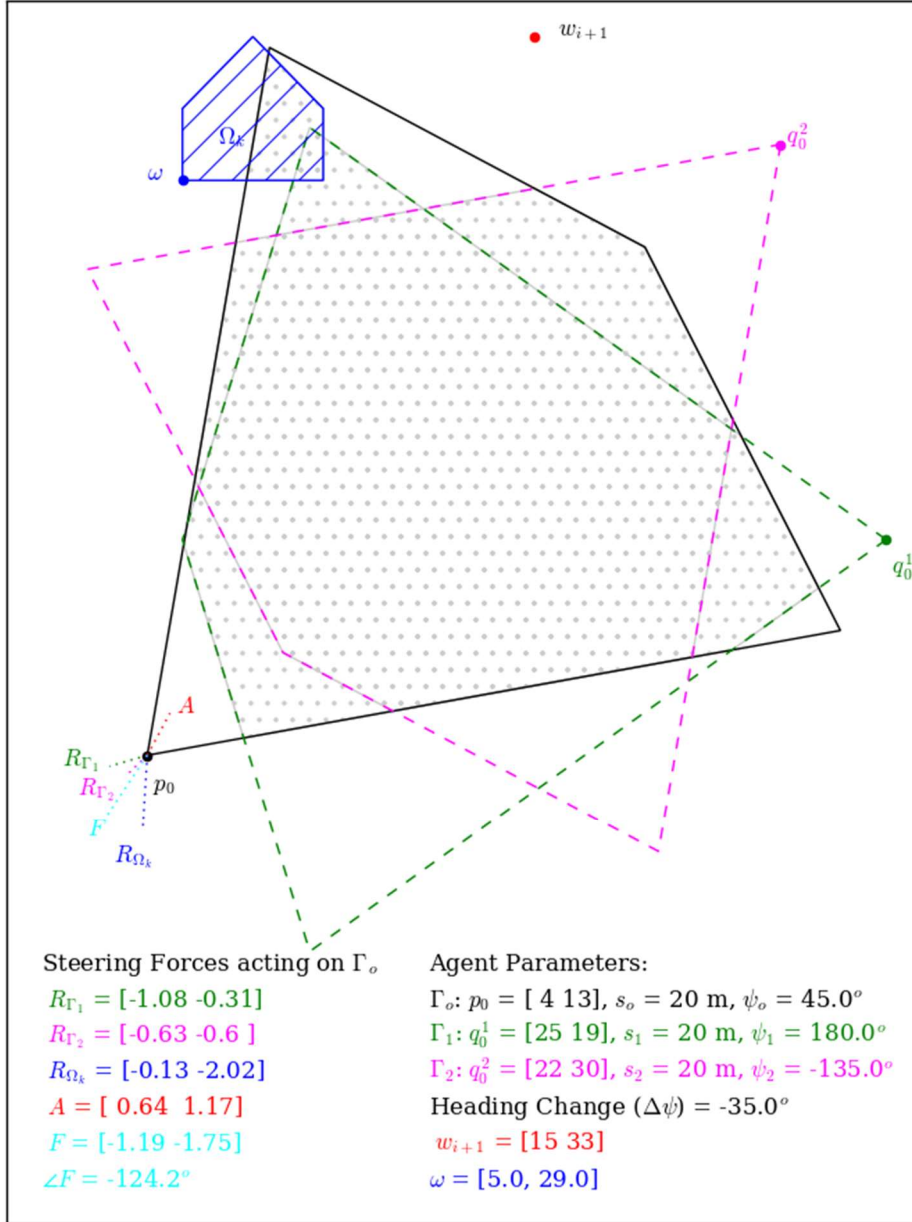 w_{i+1}
q_0^2
Ω_k
ω
q_0^1
A
R_{Γ_1}
R_{Γ_2}
p_0
F
R_{Ω_k}
Steering Forces acting on Γ_o
R_{Γ_1} = [-1.08 -0.31]
R_{Γ_2} = [-0.63 -0.6 ]
R_{Ω_k} = [-0.13 -2.02]
A = [ 0.64 1.17]
F = [-1.19 -1.75]
∠F = -124.2°
Agent Parameters:
Γ_o: p_0 = [ 4 13], s_o = 20 m, ψ_o = 45.0°
Γ_1: q_0^1 = [25 19], s_1 = 20 m, ψ_1 = 180.0°
Γ_2: q_0^2 = [22 30], s_2 = 20 m, ψ_2 = -135.0°
Heading Change (Δψ) = -35.0°
w_{i+1} = [15 33]
ω = [5.0, 29.0]